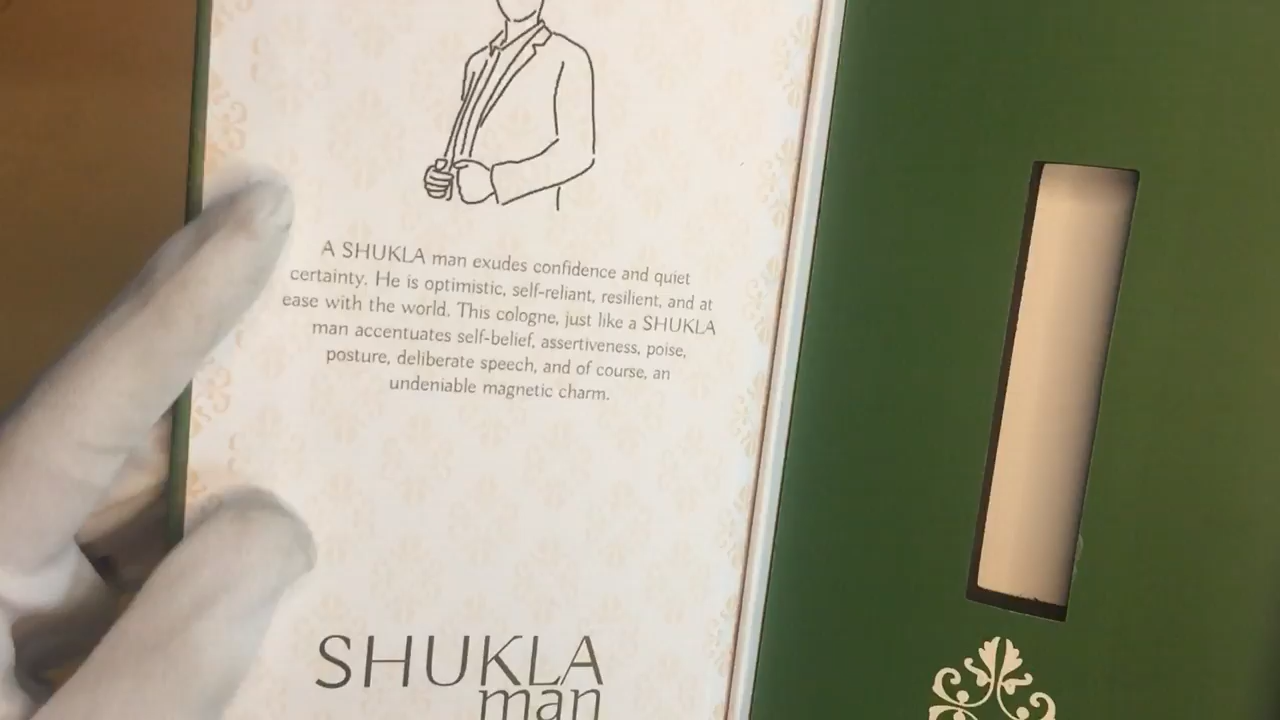 A SHUKLA man exudes confidence and quiet
certainty. He is optimistic, self-reliant, resilient, and at
ease with the world. This cologne, just like a SHUKLA
man accentuates self-belief, assertiveness, poise,
posture, deliberate speech, and of course, an
undeniable magnetic charm.
SHUKLA
man